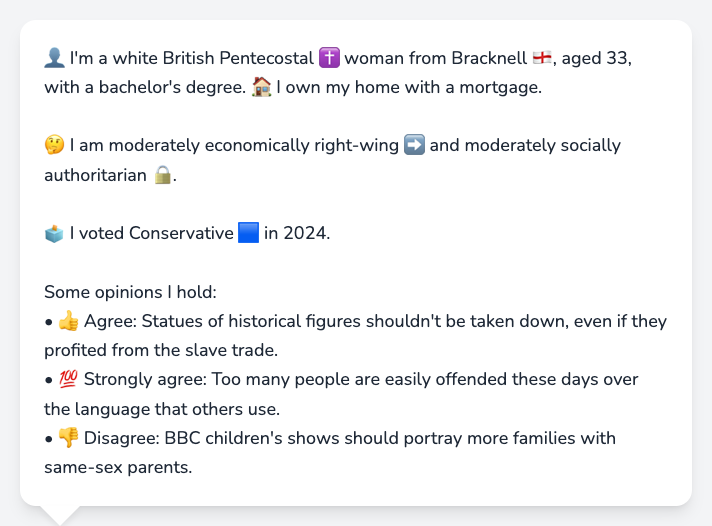 👤 I'm a white British Pentecostal ✝️ woman from Bracknell 🏴󠁧󠁢󠁥󠁮󠁧󠁿, aged 33,
with a bachelor's degree. 🏠 I own my home with a mortgage.
🤔 I am moderately economically right-wing ➡️ and moderately socially
authoritarian 🔒.
🗳️ I voted Conservative 🟦 in 2024.
Some opinions I hold:
• 👍 Agree: Statues of historical figures shouldn't be taken down, even if they
profited from the slave trade.
• 💯 Strongly agree: Too many people are easily offended these days over
the language that others use.
• 👎 Disagree: BBC children's shows should portray more families with
same-sex parents.